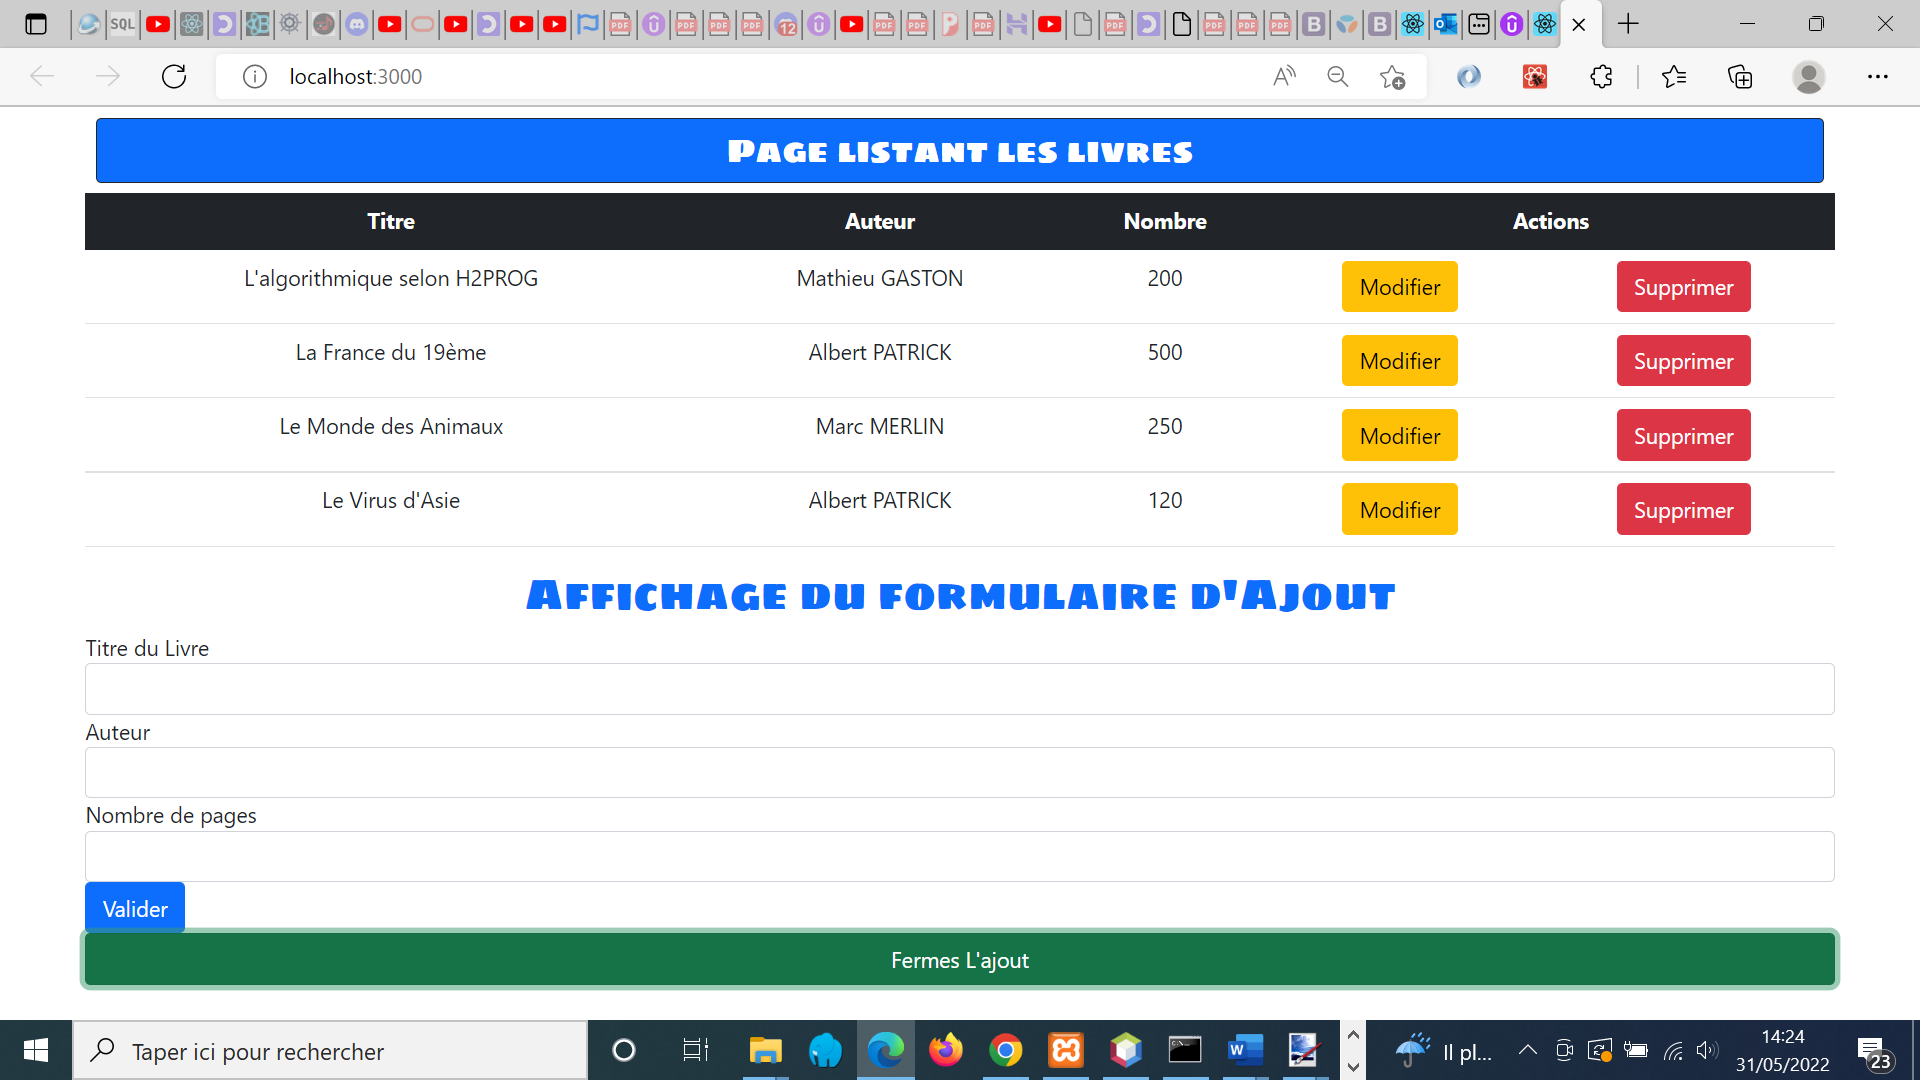 SQL
12
localhost:3000
Page listant les livres
Titre Auteur Nombre Actions
L'algorithmique selon H2PROG Mathieu GASTON 200 Modifier Supprimer
La France du 19ème Albert PATRICK 500 Modifier Supprimer
Le Monde des Animaux Marc MERLIN 250 Modifier Supprimer
Le Virus d'Asie Albert PATRICK 120 Modifier Supprimer
Affichage du formulaire d'Ajout
Titre du Livre
Auteur
Nombre de pages
Valider
Fermes L'ajout
Taper ici pour rechercher
Il pl...
14:24
31/05/2022
23